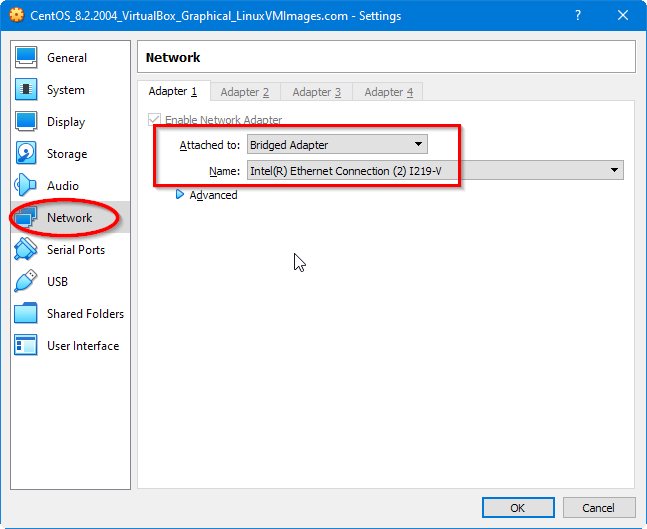 CentOS_8.2.2004_VirtualBox_Graphical_LinuxVMImages.com - Settings
?
General
System
Display
Storage
Audio
Network
Serial Ports
USB
Shared Folders
User Interface
Network
Adapter 1 Adapter 2 Adapter 3 Adapter 4
Enable Network Adapter
Attached to: Bridged Adapter
Name: Intel(R) Ethernet Connection (2) I219-V
Advanced
OK Cancel